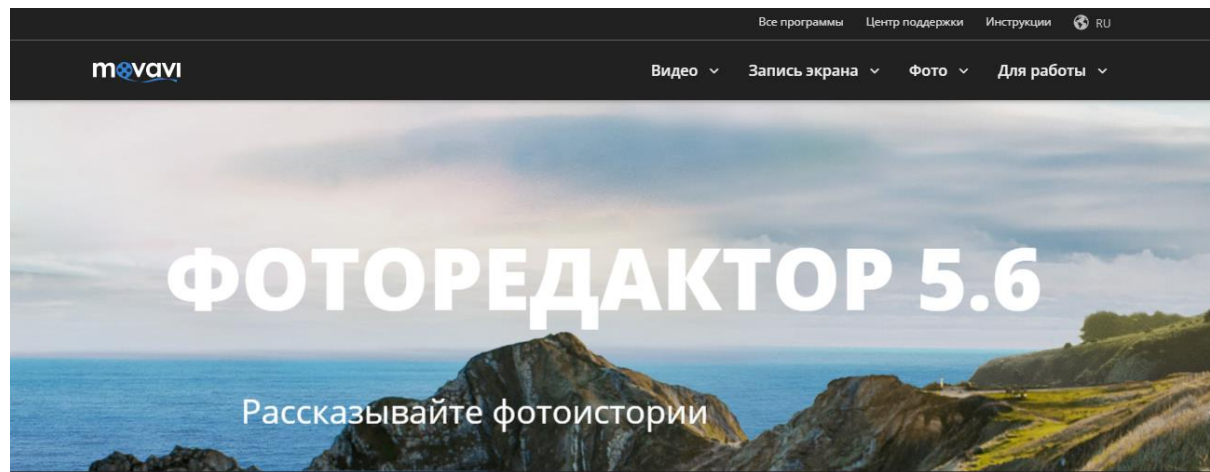 Все программы Центр поддержки Инструкции RU
movavi Видео Запись экрана Фото Для работы
ФОТОРЕДАКТОР 5.6
Рассказывайте фотоистории